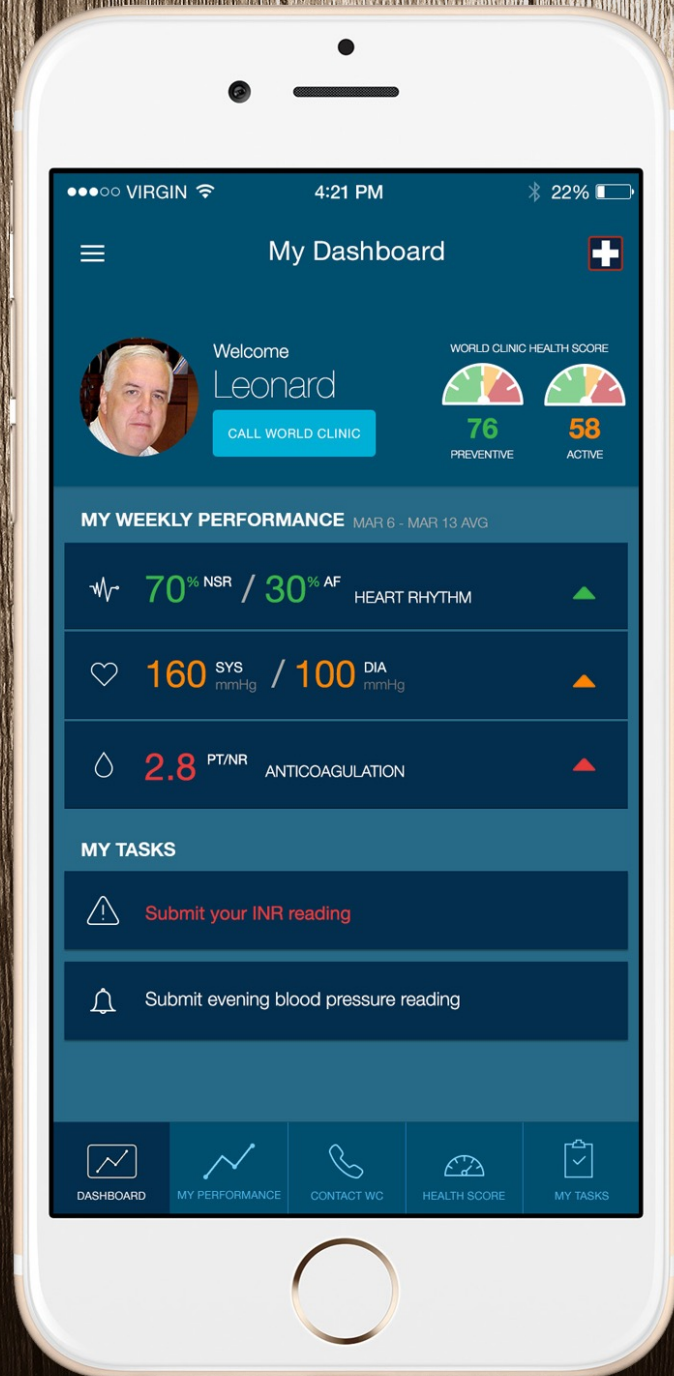 VIRGIN 4:21 PM 22%
My Dashboard
Welcome
Leonard
CALL WORLD CLINIC
WORLD CLINIC HEALTH SCORE
76 58
PREVENTIVE ACTIVE
MY WEEKLY PERFORMANCE MAR 6 - MAR 13 AVG
70% NSR / 30% AF HEART RHYTHM
160 SYS mmHg / 100 DIA mmHg
2.8 PT/NR ANTICOAGULATION
MY TASKS
Submit your INR reading
Submit evening blood pressure reading
DASHBOARD MY PERFORMANCE CONTACT WC HEALTH SCORE MY TASKS